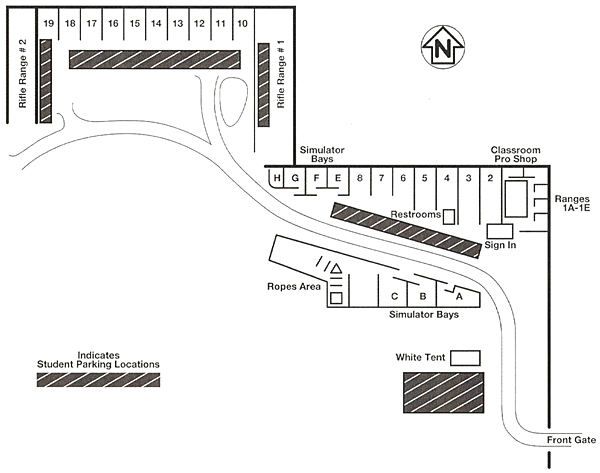 19 18 17 16 15 14 13 12 11 10
Rifle Range # 2
Rifle Range # 1
N
Simulator
Bays
Classroom
Pro Shop
H G F E 8 7 6 5 4 3 2
Ranges
1A-1E
Restrooms
Sign In
Ropes Area
C B A
Simulator Bays
Indicates
Student Parking Locations
White Tent
Front Gate